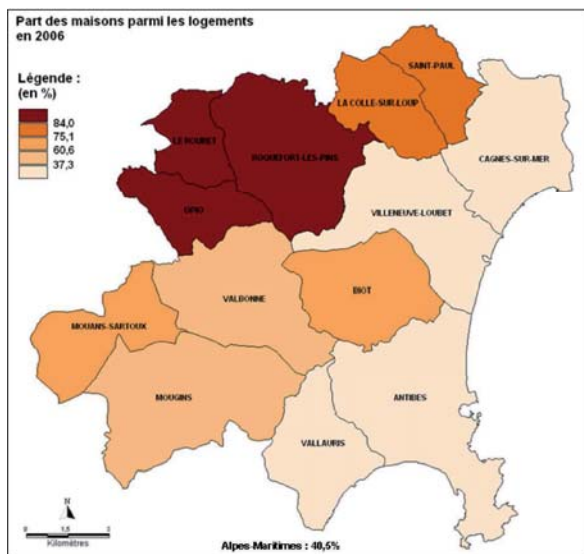 Part des maisons parmi les logements
en 2006
Légende :
(en %)
84,0
75,1
60,6
37,3
SAINT-PAUL
LA COLLE-SUR-LOUP
LE ROURET
ROQUEFORT-LES-PINS
CAGNES-SUR-MER
OPIO
VILLENEUVE-LOUBET
VALBONNE
BIOT
MOUANS-SARTOUX
MOUGINS
ANTIBES
VALLAURIS
N
0 1,5 3
Kilomètres
Alpes-Maritimes : 40,5%